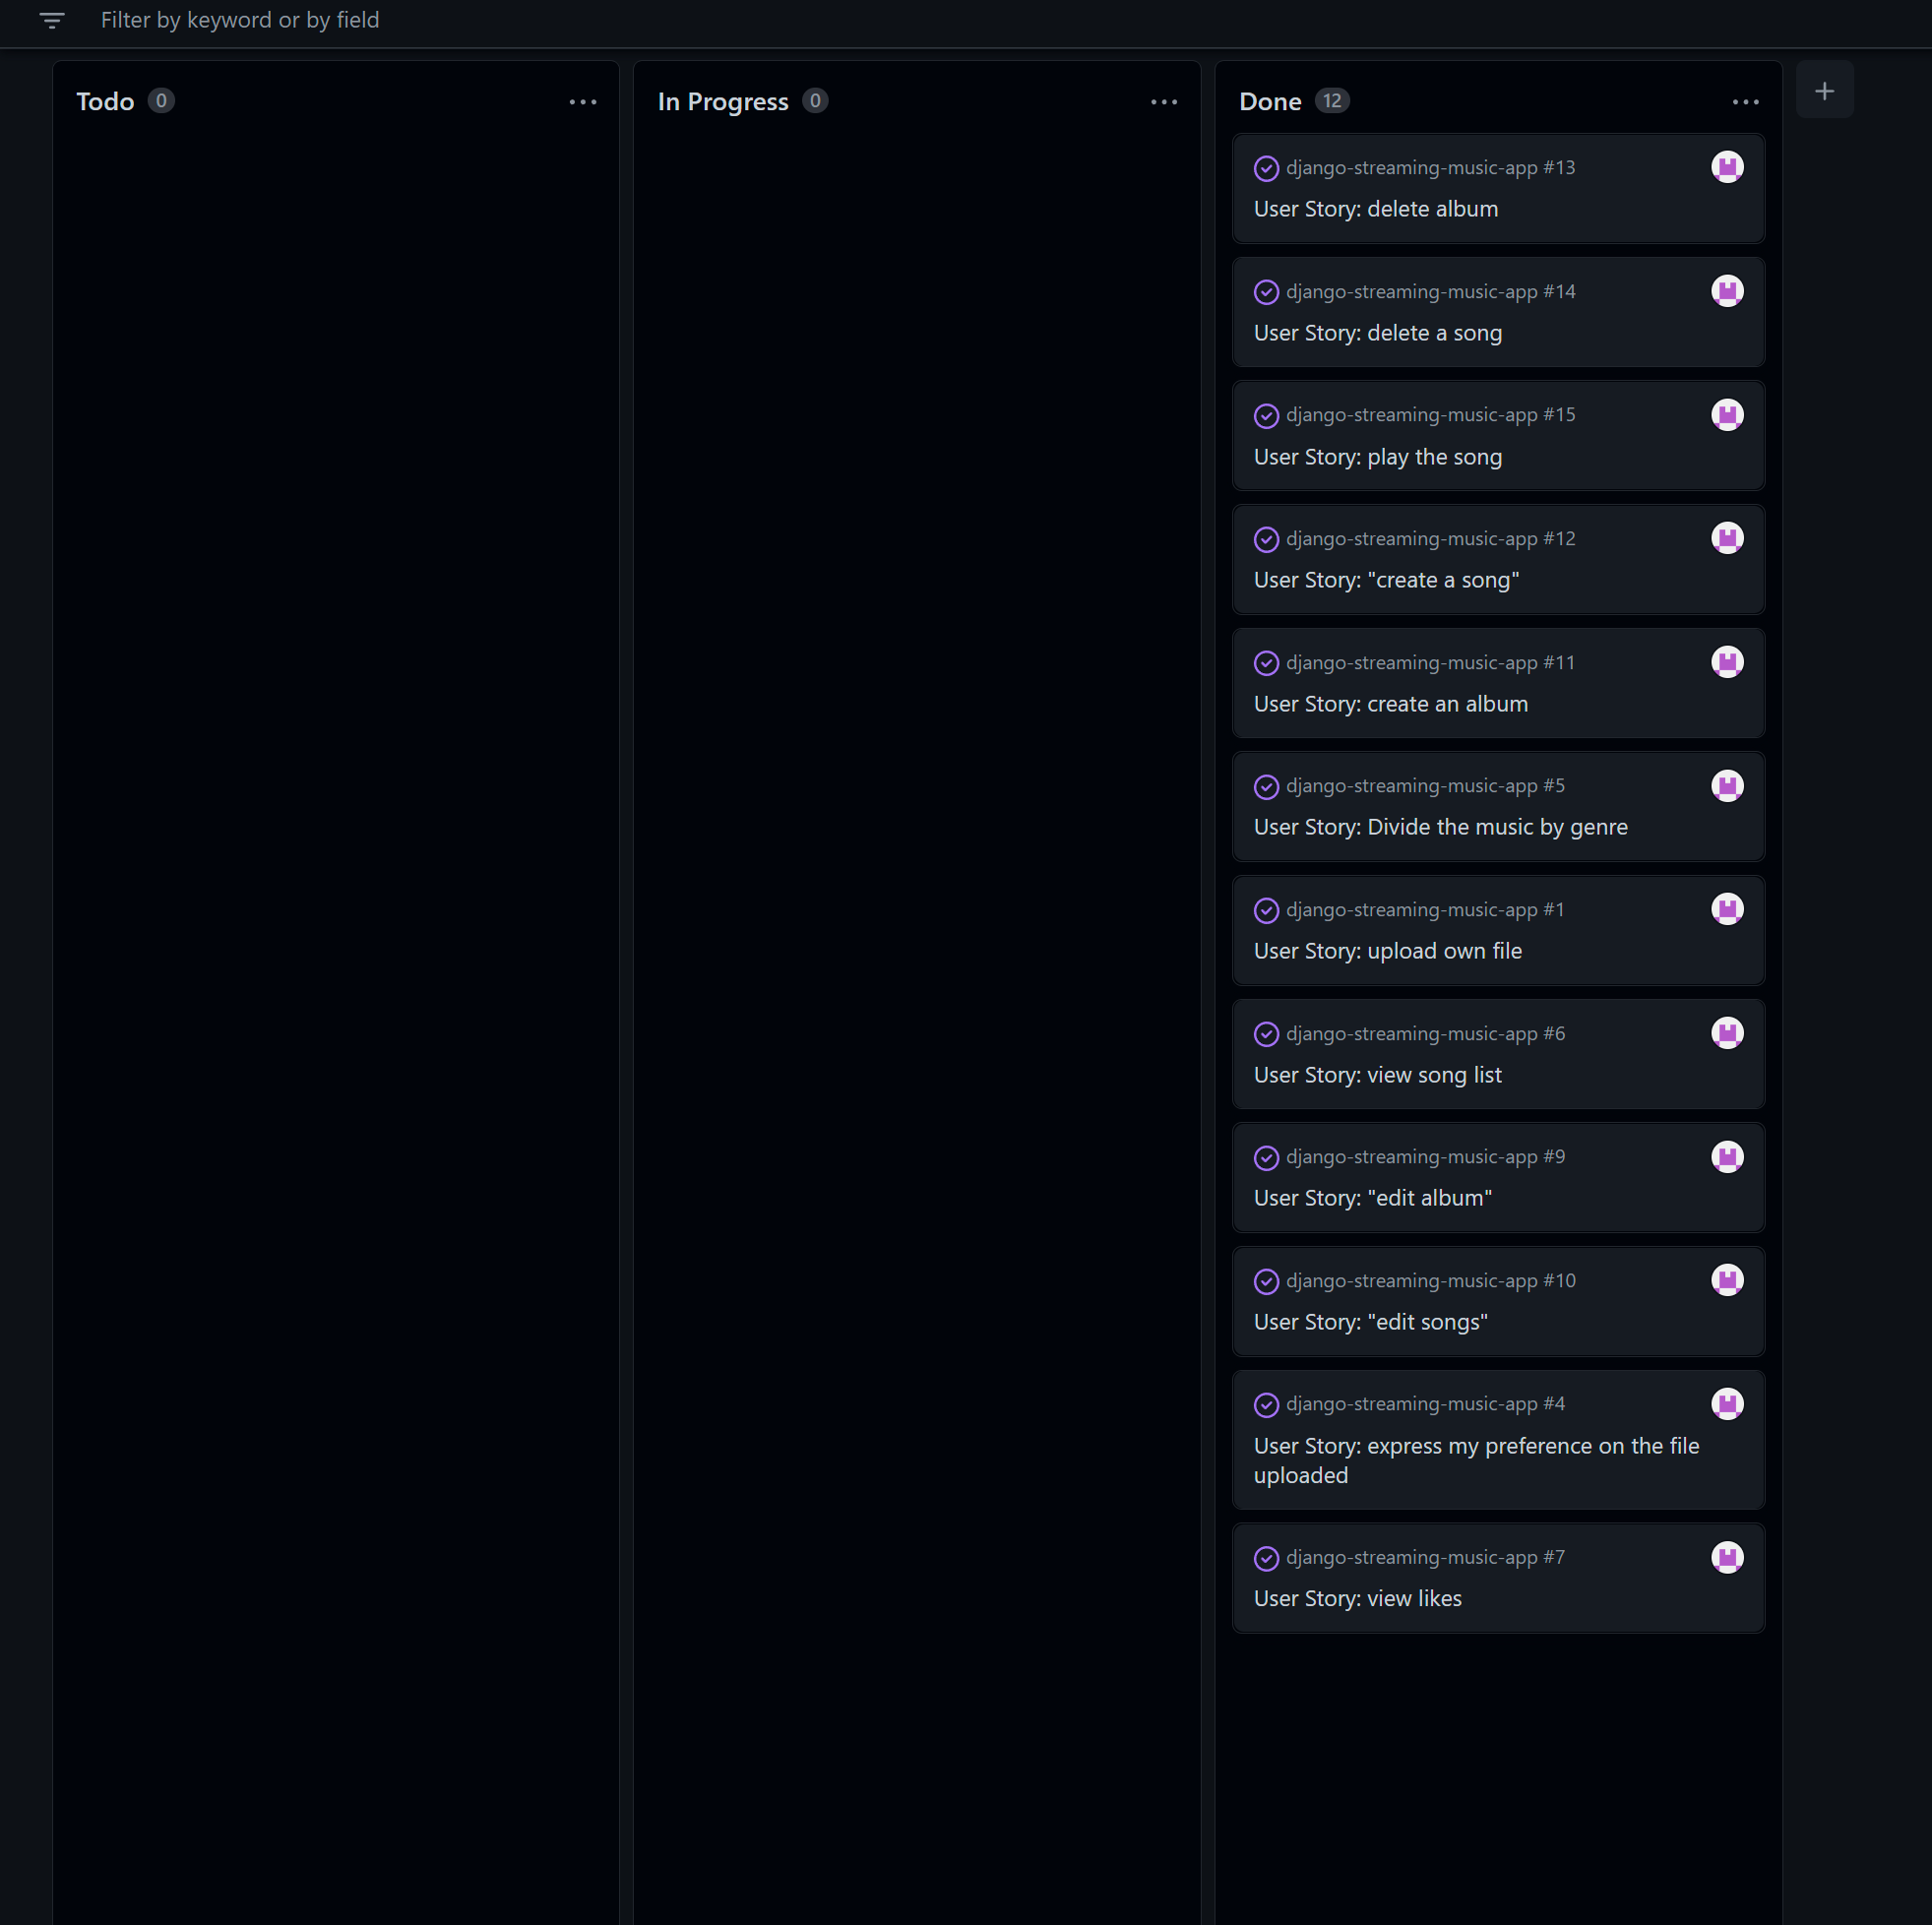 Filter by keyword or by field
Todo 0
In Progress 0
Done 12
django-streaming-music-app #13
User Story: delete album
django-streaming-music-app #14
User Story: delete a song
django-streaming-music-app #15
User Story: play the song
django-streaming-music-app #12
User Story: "create a song"
django-streaming-music-app #11
User Story: create an album
django-streaming-music-app #5
User Story: Divide the music by genre
django-streaming-music-app #1
User Story: upload own file
django-streaming-music-app #6
User Story: view song list
django-streaming-music-app #9
User Story: "edit album"
django-streaming-music-app #10
User Story: "edit songs"
django-streaming-music-app #4
User Story: express my preference on the file
uploaded
django-streaming-music-app #7
User Story: view likes